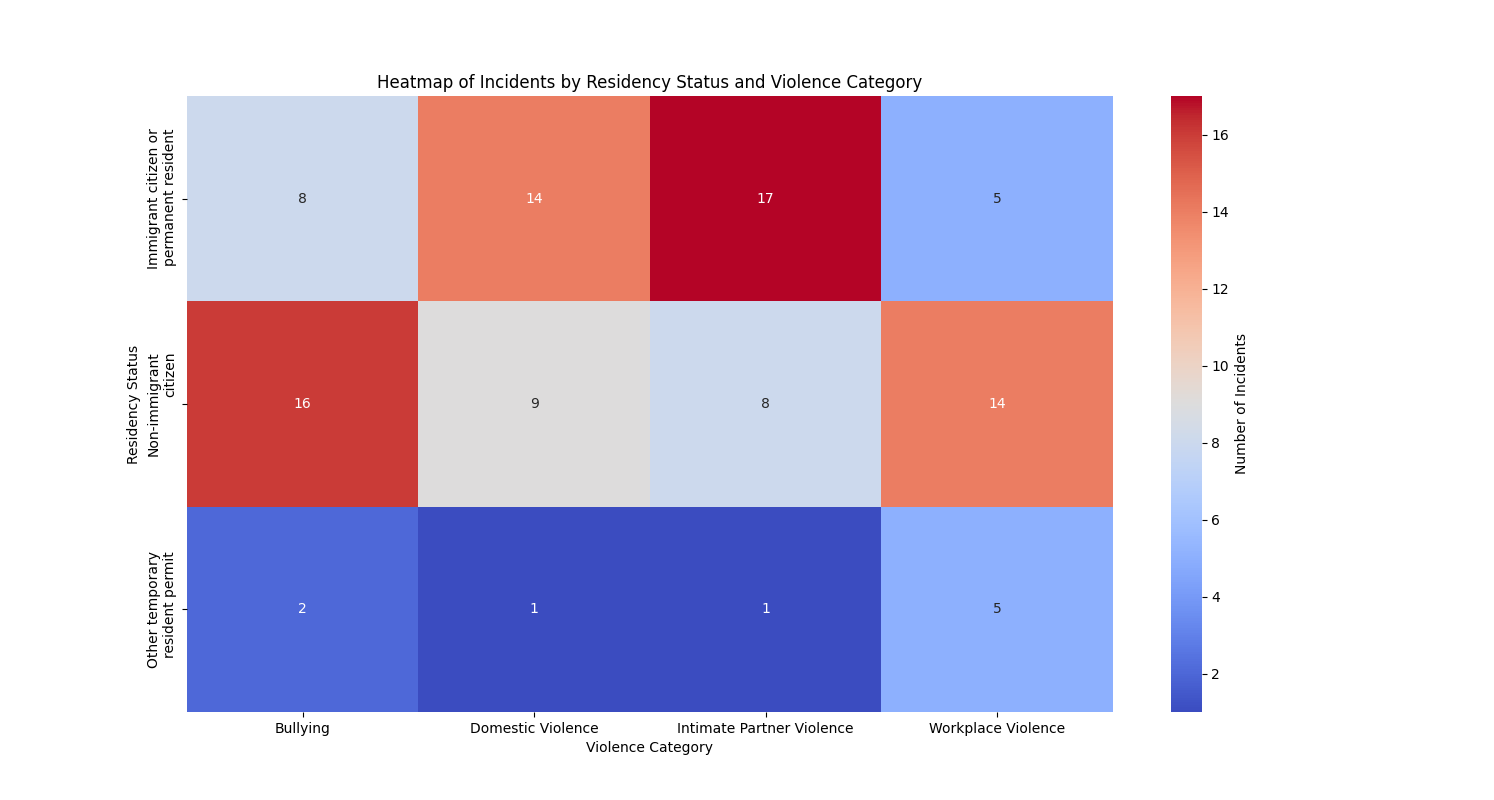 Heatmap of Incidents by Residency Status and Violence Category
Residency Status
Immigrant citizen or
permanent resident
8
14
17
5
Non-immigrant
citizen
16
9
8
14
Other temporary
resident permit
2
1
1
5
Bullying
Domestic Violence
Intimate Partner Violence
Workplace Violence
Violence Category
16
14
12
10
8
6
4
2
Number of Incidents